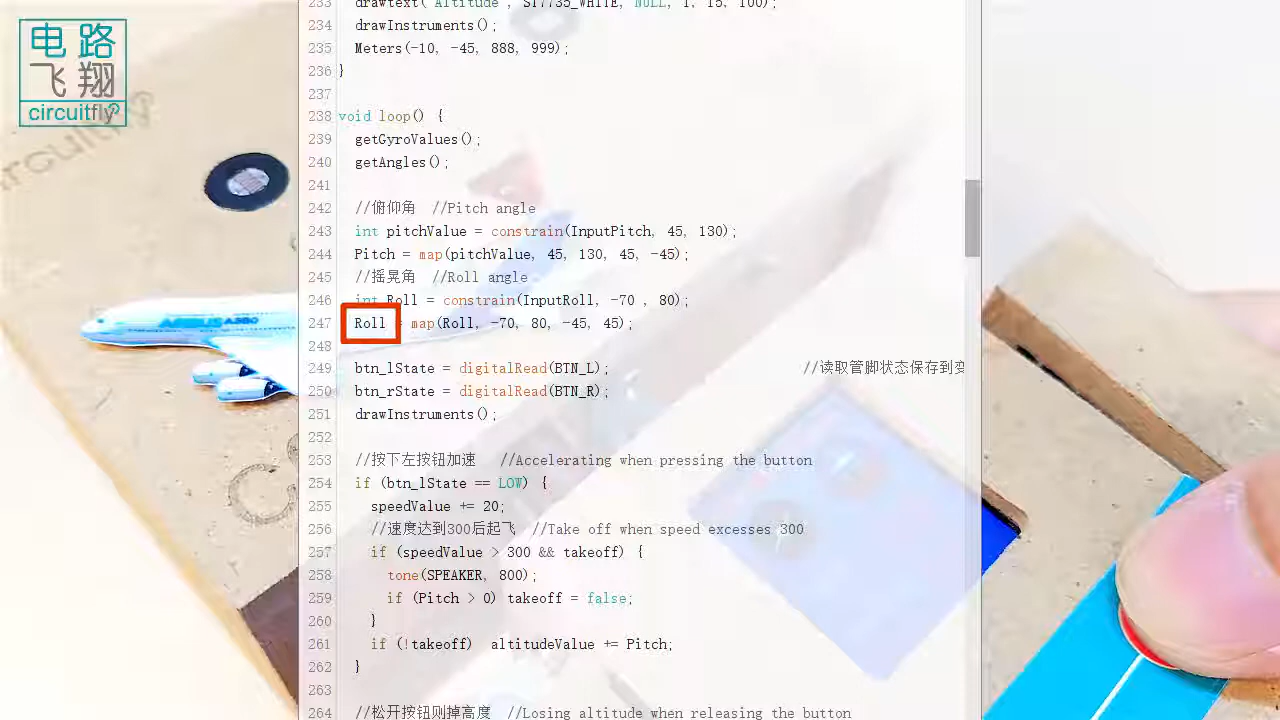 电路
飞翔
circuitfly
233 drawText("Altitude", ST7735_WHITE, NULL, 1, 15, 100);
234 drawInstruments();
235 Meters(-10, -45, 888, 999);
236 }
237
238 void loop() {
239 getGyroValues();
240 getAngles();
241
242 //俯仰角 //Pitch angle
243 int pitchValue = constrain(InputPitch, 45, 130);
244 Pitch = map(pitchValue, 45, 130, 45, -45);
245 //摇晃角 //Roll angle
246 int Roll = constrain(InputRoll, -70 , 80);
247 Roll = map(Roll, -70, 80, -45, 45);
248
249 btn_lState = digitalRead(BTN_L); //读取管脚状态保存到变
250 btn_rState = digitalRead(BTN_R);
251 drawInstruments();
252
253 //按下左按钮加速 //Accelerating when pressing the button
254 if (btn_lState == LOW) {
255 speedValue += 20;
256 //速度达到300后起飞 //Take off when speed excesses 300
257 if (speedValue > 300 && takeoff) {
258 tone(SPEAKER, 800);
259 if (Pitch > 0) takeoff = false;
260 }
261 if (!takeoff) altitudeValue += Pitch;
262 }
263
264 //松开按钮则掉高度 //Losing altitude when releasing the button
AIRBUS A380